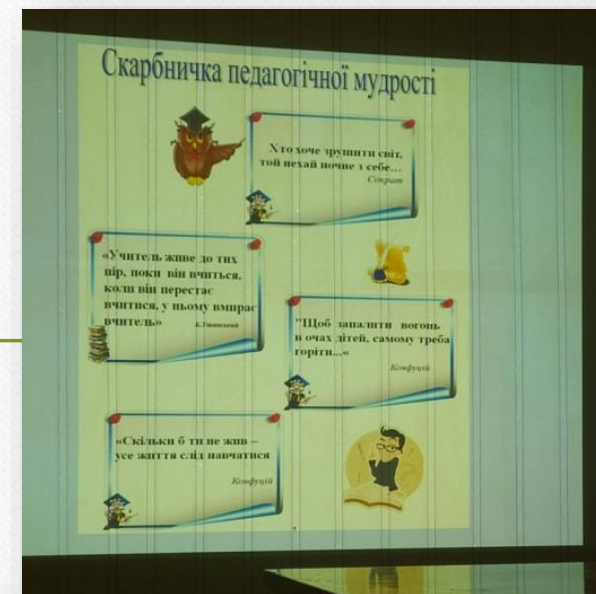 Скарбничка педагогічної мудрості
Хто хоче зрушити світ,
той нехай почне з себе...
Сократ
«Учитель живе до тих
пір, поки він вчиться,
коли він перестає
вчитися, у ньому вмирає
вчитель»
К.Ушинський
"Щоб запалити вогонь
в очах дітей, самому треба
горіти...«
Конфуцій
«Скільки б ти не жив –
усе життя слід навчатися
Конфуцій